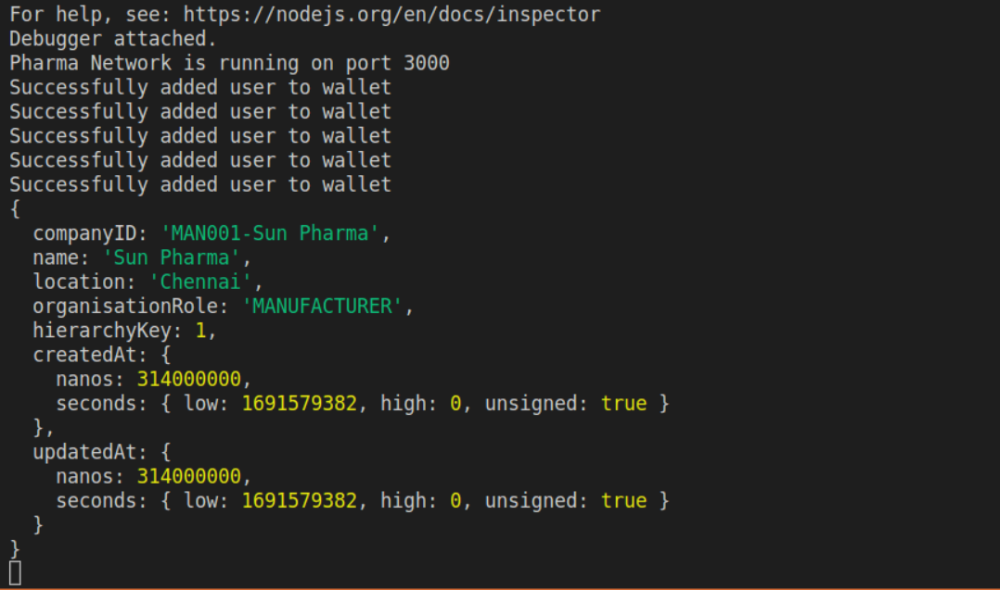 For help, see: https://nodejs.org/en/docs/inspector
Debugger attached.
Pharma Network is running on port 3000
Successfully added user to wallet
Successfully added user to wallet
Successfully added user to wallet
Successfully added user to wallet
Successfully added user to wallet
{
  companyID: 'MAN001-Sun Pharma',
  name: 'Sun Pharma',
  location: 'Chennai',
  organisationRole: 'MANUFACTURER',
  hierarchyKey: 1,
  createdAt: {
    nanos: 314000000,
    seconds: { low: 1691579382, high: 0, unsigned: true }
  },
  updatedAt: {
    nanos: 314000000,
    seconds: { low: 1691579382, high: 0, unsigned: true }
  }
}